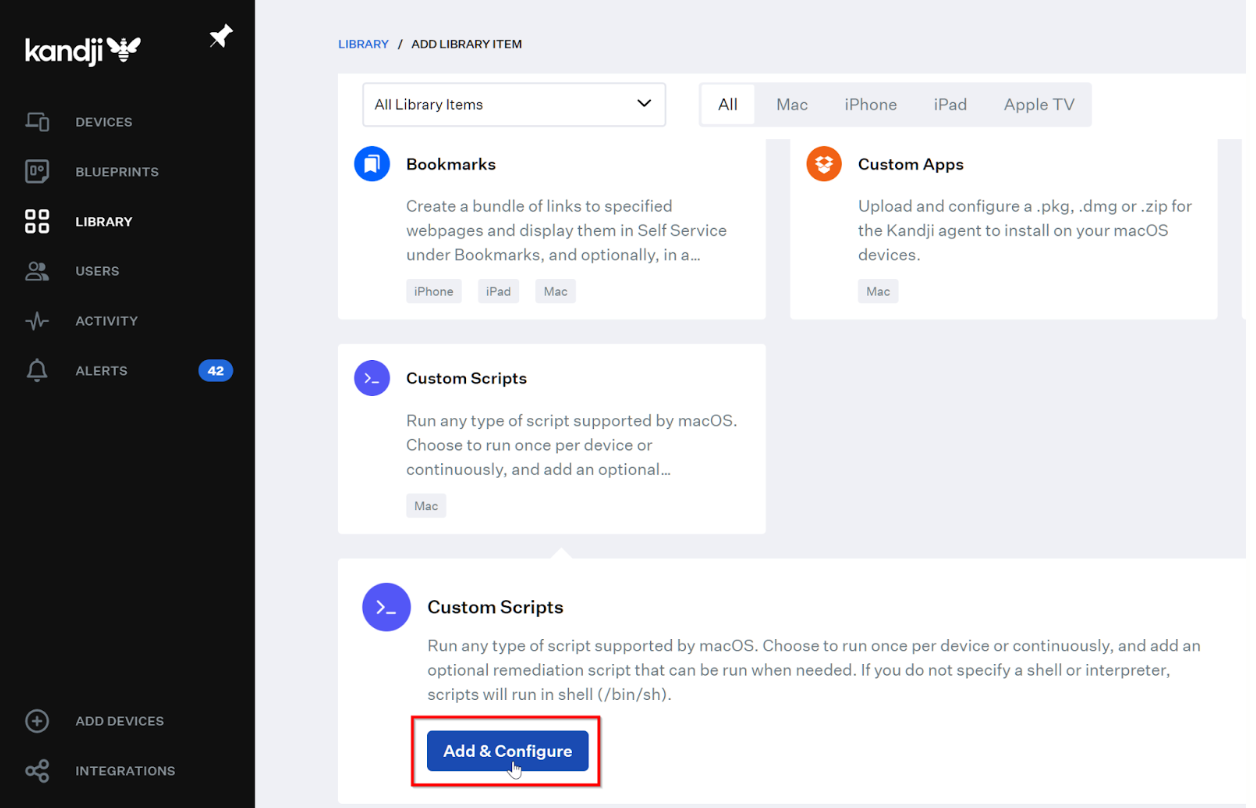 kandji
DEVICES
BLUEPRINTS
LIBRARY
USERS
ACTIVITY
ALERTS 42
ADD DEVICES
INTEGRATIONS
LIBRARY / ADD LIBRARY ITEM
All Library Items
All Mac iPhone iPad Apple TV
Bookmarks
Create a bundle of links to specified
webpages and display them in Self Service
under Bookmarks, and optionally, in a...
iPhone iPad Mac
Custom Apps
Upload and configure a .pkg, .dmg or .zip for
the Kandji agent to install on your macOS
devices.
Mac
Custom Scripts
Run any type of script supported by macOS.
Choose to run once per device or
continuously, and add an optional...
Mac
Custom Scripts
Run any type of script supported by macOS. Choose to run once per device or continuously, and add an
optional remediation script that can be run when needed. If you do not specify a shell or interpreter,
scripts will run in shell (/bin/sh).
Add & Configure